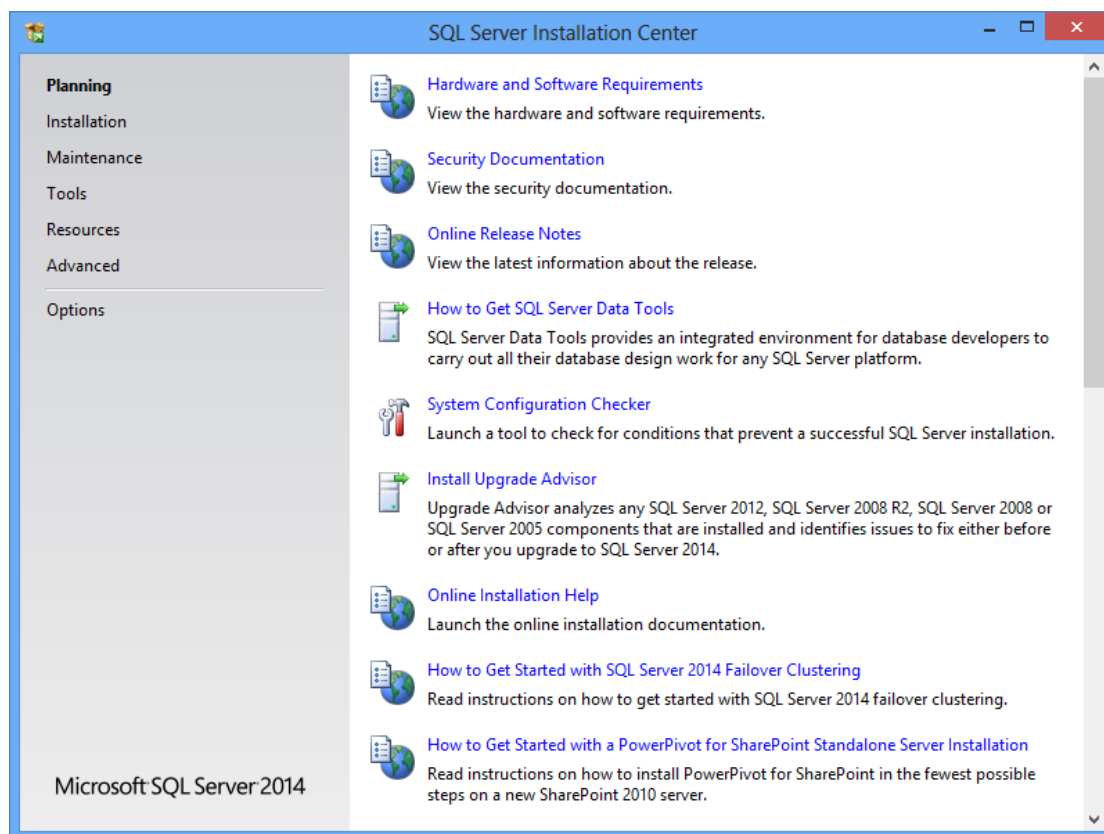 SQL Server Installation Center
Planning
Installation
Maintenance
Tools
Resources
Advanced
Options
Microsoft SQL Server 2014
Hardware and Software Requirements
View the hardware and software requirements.
Security Documentation
View the security documentation.
Online Release Notes
View the latest information about the release.
How to Get SQL Server Data Tools
SQL Server Data Tools provides an integrated environment for database developers to
carry out all their database design work for any SQL Server platform.
System Configuration Checker
Launch a tool to check for conditions that prevent a successful SQL Server installation.
Install Upgrade Advisor
Upgrade Advisor analyzes any SQL Server 2012, SQL Server 2008 R2, SQL Server 2008 or
SQL Server 2005 components that are installed and identifies issues to fix either before
or after you upgrade to SQL Server 2014.
Online Installation Help
Launch the online installation documentation.
How to Get Started with SQL Server 2014 Failover Clustering
Read instructions on how to get started with SQL Server 2014 failover clustering.
How to Get Started with a PowerPivot for SharePoint Standalone Server Installation
Read instructions on how to install PowerPivot for SharePoint in the fewest possible
steps on a new SharePoint 2010 server.